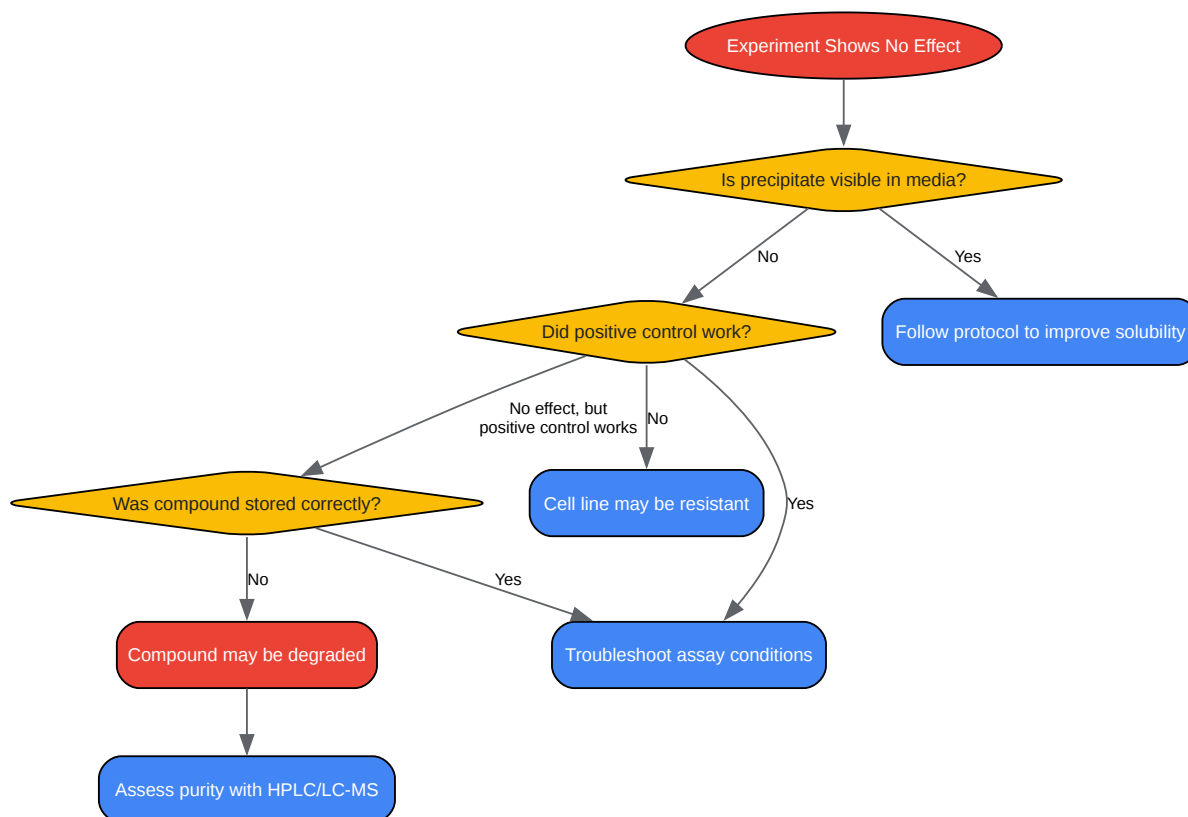 Experiment Shows No Effect
Is precipitate visible in media?
No
Yes
Did positive control work?
Follow protocol to improve solubility
No effect, but
positive control works
No
Yes
Was compound stored correctly?
Cell line may be resistant
No
Yes
Compound may be degraded
Troubleshoot assay conditions
Assess purity with HPLC/LC-MS